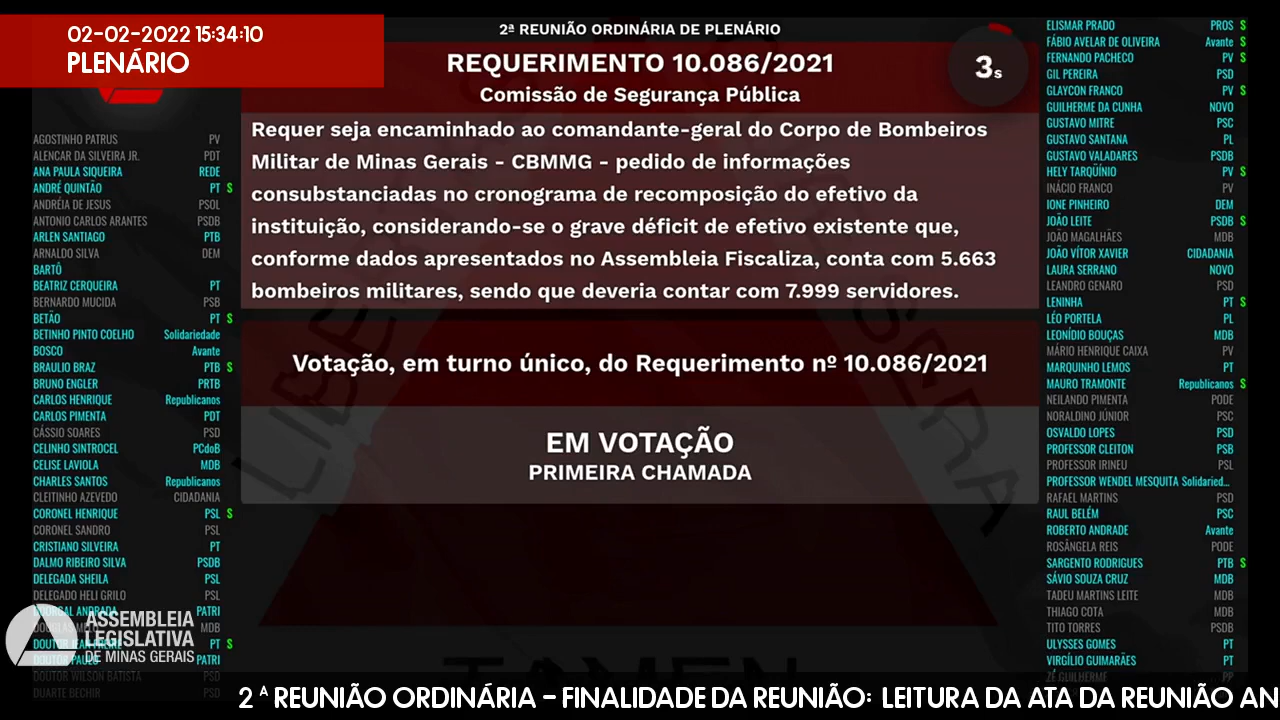 02-02-2022 15:34:10
PLENÁRIO
2ª REUNIÃO ORDINÁRIA DE PLENÁRIO
REQUERIMENTO 10.086/2021
Comissão de Segurança Pública
3s
Requer seja encaminhado ao comandante-geral do Corpo de Bombeiros
Militar de Minas Gerais - CBMMG - pedido de informações
consubstanciadas no cronograma de recomposição do efetivo da
instituição, considerando-se o grave déficit de efetivo existente que,
conforme dados apresentados no Assembleia Fiscaliza, conta com 5.663
bombeiros militares, sendo que deveria contar com 7.999 servidores.
Votação, em turno único, do Requerimento nº 10.086/2021
EM VOTAÇÃO
PRIMEIRA CHAMADA
AGOSTINHO PATRUS PV
ALENCAR DA SILVEIRA JR. PDT
ANA PAULA SIQUEIRA REDE
ANDRÉ QUINTÃO PT S
ANDRÉIA DE JESUS PSOL
ANTONIO CARLOS ARANTES PSDB
ARLEN SANTIAGO PTB
ARNALDO SILVA DEM
BARTÔ
BEATRIZ CERQUEIRA PT
BERNARDO MUCIDA PSB
BETÃO PT S
BETINHO PINTO COELHO Solidariedade
BOSCO Avante
BRAULIO BRAZ PTB S
BRUNO ENGLER PRTB
CARLOS HENRIQUE Republicanos
CARLOS PIMENTA PDT
CÁSSIO SOARES PSD
CELINHO SINTROCEL PCdoB
CELISE LAVIOLA MDB
CHARLES SANTOS Republicanos
CLEITINHO AZEVEDO CIDADANIA
CORONEL HENRIQUE PSL S
CORONEL SANDRO PSL
CRISTIANO SILVEIRA PT
DALMO RIBEIRO SILVA PSDB
DELEGADA SHEILA PSL
DELEGADO HELI GRILO PSL
DOORGAL ANDRADA PATRI
DOUGLAS MELO MDB
DOUTOR JEAN FREIRE PT S
DOUTOR PAULO PATRI
DOUTOR WILSON BATISTA PSD
DUARTE BECHIR PSD
ELISMAR PRADO PROS S
FÁBIO AVELAR DE OLIVEIRA Avante S
FERNANDO PACHECO PV S
GIL PEREIRA PSD
GLAYCON FRANCO PV S
GUILHERME DA CUNHA NOVO
GUSTAVO MITRE PSC
GUSTAVO SANTANA PL
GUSTAVO VALADARES PSDB
HELY TARQÜÍNIO PV S
INÁCIO FRANCO PV
IONE PINHEIRO DEM
JOÃO LEITE PSDB S
JOÃO MAGALHÃES MDB
JOÃO VÍTOR XAVIER CIDADANIA
LAURA SERRANO NOVO
LEANDRO GENARO PSD
LENINHA PT S
LÉO PORTELA PL
LEONÍDIO BOUÇAS MDB
MÁRIO HENRIQUE CAIXA PV
MARQUINHO LEMOS PT
MAURO TRAMONTE Republicanos S
NEILANDO PIMENTA PODE
NORALDINO JÚNIOR PSC
OSVALDO LOPES PSD
PROFESSOR CLEITON PSB
PROFESSOR IRINEU PSL
PROFESSOR WENDEL MESQUITA Solidaried...
RAFAEL MARTINS PSD
RAUL BELÉM PSC
ROBERTO ANDRADE Avante
ROSÂNGELA REIS PODE
SARGENTO RODRIGUES PTB S
SÁVIO SOUZA CRUZ MDB
TADEU MARTINS LEITE MDB
THIAGO COTA MDB
TITO TORRES PSDB
ULYSSES GOMES PT
VIRGÍLIO GUIMARÃES PT
ZÉ GUILHERME PP
ASSEMBLEIA
LEGISLATIVA
DE MINAS GERAIS
2 ª REUNIÃO ORDINÁRIA – FINALIDADE DA REUNIÃO: LEITURA DA ATA DA REUNIÃO AN